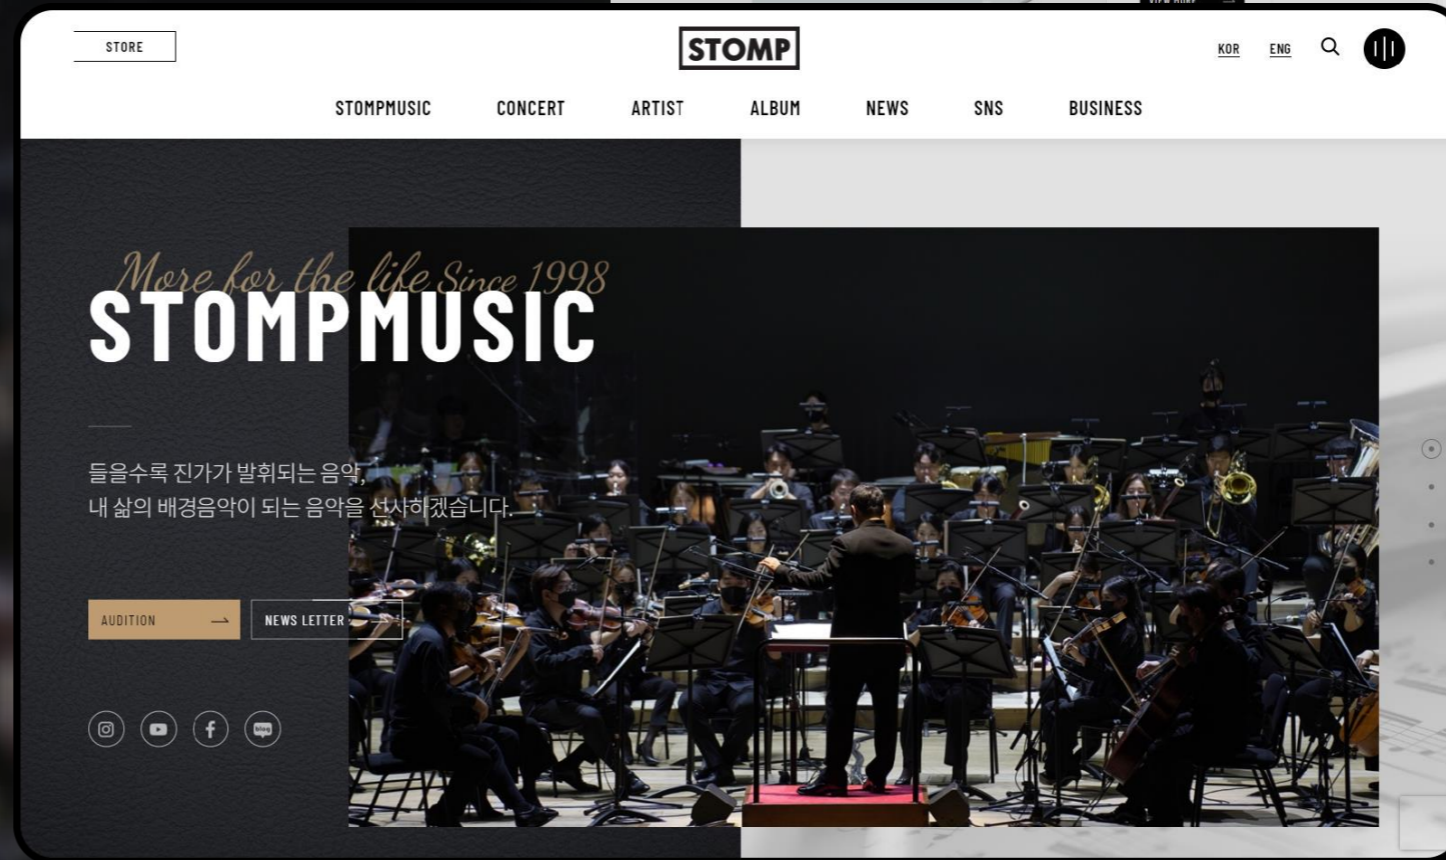 STORE
STOMP
KOR
ENG
STOMPMUSIC
CONCERT
ARTIST
ALBUM
NEWS
SNS
BUSINESS
More for the life Since 1998
STOMPMUSIC
들을수록 진가가 발휘되는 음악,
내 삶의 배경음악이 되는 음악을 선사하겠습니다.
AUDITION
NEWS LETTER
blog